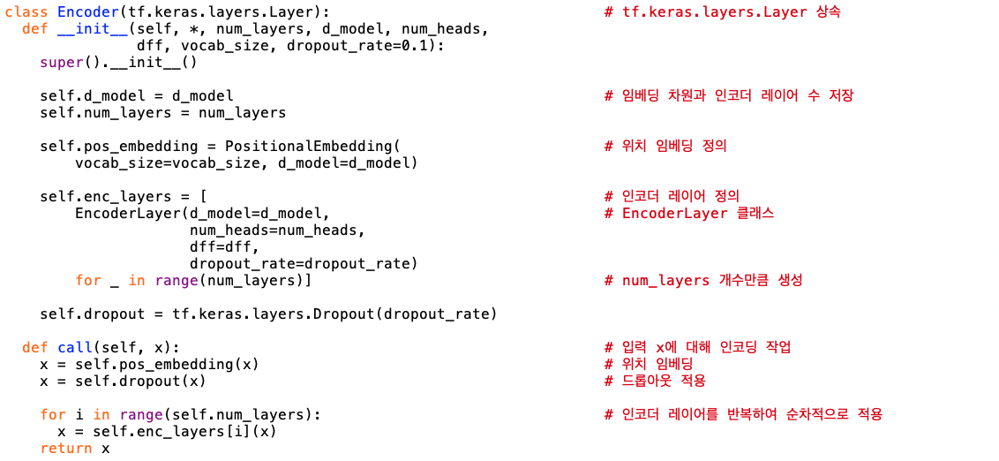 class Encoder(tf.keras.layers.Layer):                               # tf.keras.layers.Layer 상속
  def __init__(self, *, num_layers, d_model, num_heads,
               dff, vocab_size, dropout_rate=0.1):
    super().__init__()

    self.d_model = d_model                                          # 임베딩 차원과 인코더 레이어 수 저장
    self.num_layers = num_layers

    self.pos_embedding = PositionalEmbedding(                       # 위치 임베딩 정의
        vocab_size=vocab_size, d_model=d_model)

    self.enc_layers = [                                             # 인코더 레이어 정의
        EncoderLayer(d_model=d_model,                               # EncoderLayer 클래스
                     num_heads=num_heads,
                     dff=dff,
                     dropout_rate=dropout_rate)
        for _ in range(num_layers)]                                 # num_layers 개수만큼 생성

    self.dropout = tf.keras.layers.Dropout(dropout_rate)

  def call(self, x):                                                # 입력 x에 대해 인코딩 작업
    x = self.pos_embedding(x)                                       # 위치 임베딩
    x = self.dropout(x)                                             # 드롭아웃 적용

    for i in range(self.num_layers):                                # 인코더 레이어를 반복하여 순차적으로 적용
      x = self.enc_layers[i](x)
    return x